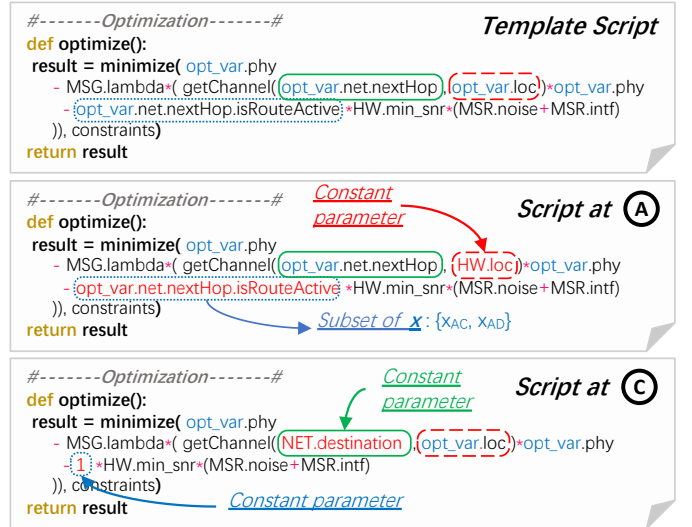 #-------Optimization-------#
Template Script
def optimize():
result = minimize( opt_var.phy
- MSG.lambda*( getChannel(opt_var.net.nextHop, opt_var.loc)*opt_var.phy
- opt_var.net.nextHop.isRouteActive *HW.min_snr*(MSR.noise+MSR.intf)
)), constraints)
return result
#-------Optimization-------#
Constant parameter
Script at A
def optimize():
result = minimize( opt_var.phy
- MSG.lambda*( getChannel(opt_var.net.nextHop, HW.loc)*opt_var.phy
- opt_var.net.nextHop.isRouteActive *HW.min_snr*(MSR.noise+MSR.intf)
)), constraints)
Subset of x : {xAC, xAD}
return result
#-------Optimization-------#
Constant parameter
Script at C
def optimize():
result = minimize( opt_var.phy
- MSG.lambda*( getChannel(NET.destination, opt_var.loc)*opt_var.phy
- 1 *HW.min_snr*(MSR.noise+MSR.intf)
)), constraints)
Constant parameter
return result